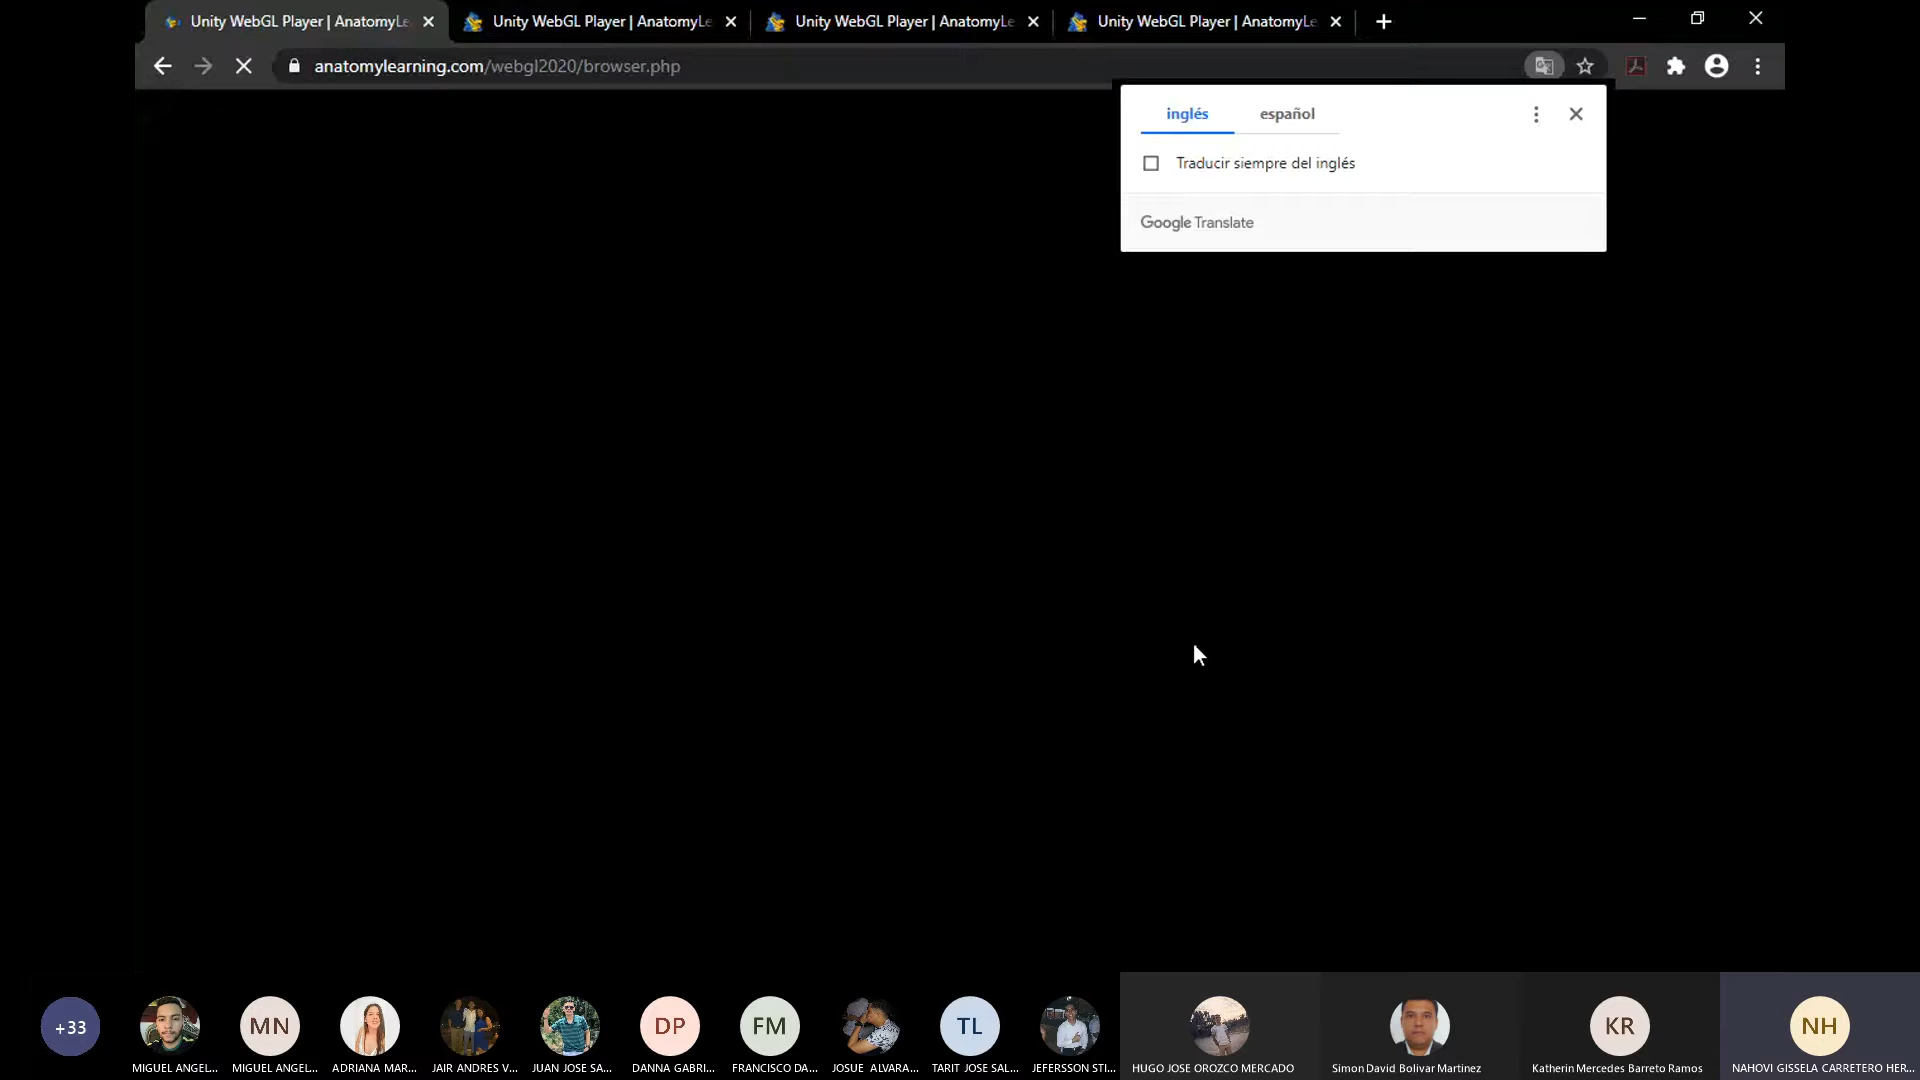 Unity WebGL Player | AnatomyLe
Unity WebGL Player | AnatomyLe
Unity WebGL Player | AnatomyLe
Unity WebGL Player | AnatomyLe
anatomylearning.com/webgl2020/browser.php
inglés español
Traducir siempre del inglés
Google Translate
+33
MN
DP
FM
TL
KR
NH
MIGUEL ANGEL...
MIGUEL ANGEL...
ADRIANA MAR...
JAIR ANDRES V...
JUAN JOSE SA...
DANNA GABRI...
FRANCISCO DA...
JOSUE ALVARA...
TARIT JOSE SAL...
JEFERSSON STI...
HUGO JOSE OROZCO MERCADO
Simon David Bolivar Martinez
Katherin Mercedes Barreto Ramos
NAHOVI GISSELA CARRETERO HER...